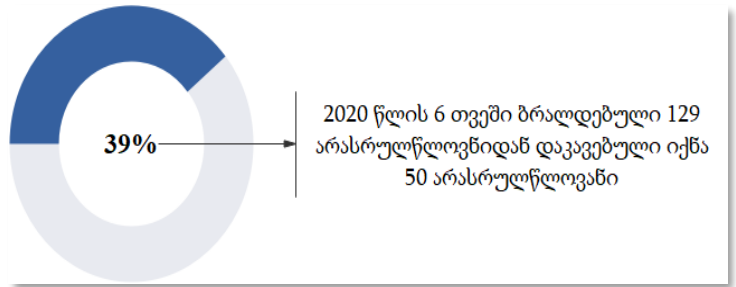 39%
2020 წლის 6 თვეში ბრალდებული 129
არასრულწლოვნიდან დაკავებული იქნა
50 არასრულწლოვანი